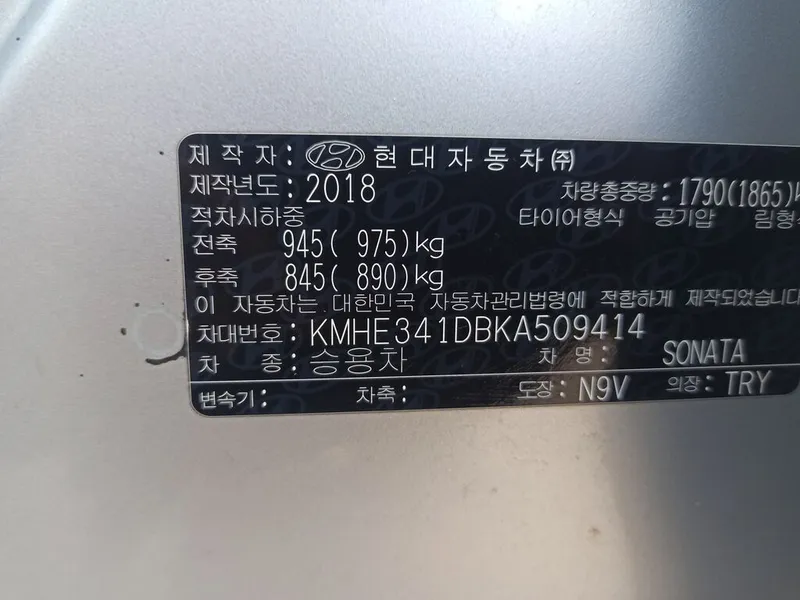 제작자: 현대자동차㈜
제작년도: 2018 차량총중량: 1790(1865)
적차시하중 타이어형식 공기압 림형식
전축 945( 975)kg
후축 845( 890)kg
이 자동차는 대한민국 자동차관리법령에 적합하게 제작되었습니다
차대번호: KMHE341DBKA509414
차 종: 승용차 차 명: SONATA
변속기: 차축: 도장: N9V 의장: TRY